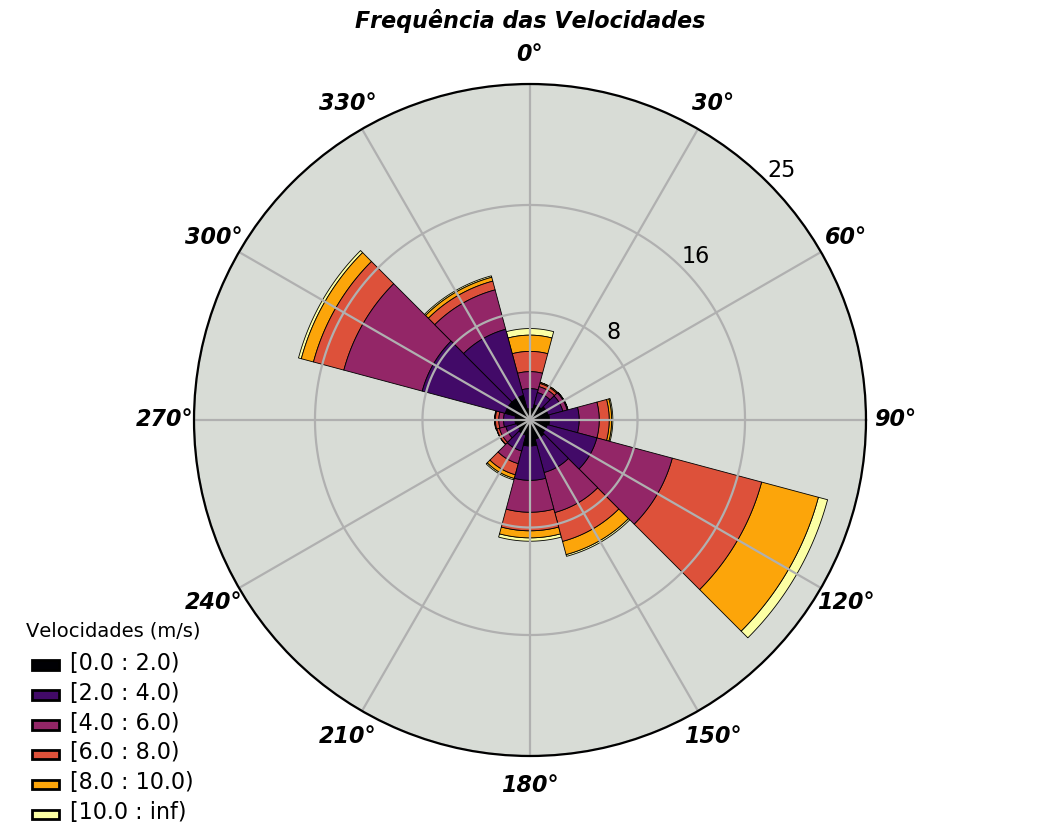 Frequência das Velocidades
0°
330°
30°
25
300°
60°
16
8
270°
90°
240°
120°
210°
150°
180°
Velocidades (m/s)
[0.0 : 2.0)
[2.0 : 4.0)
[4.0 : 6.0)
[6.0 : 8.0)
[8.0 : 10.0)
[10.0 : inf)